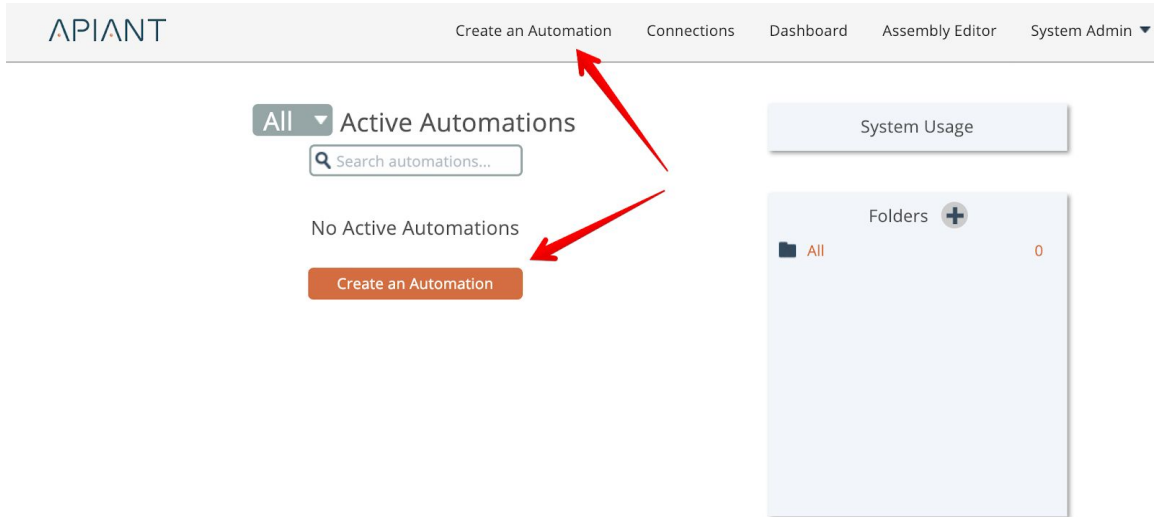 APIANT
Create an Automation
Connections
Dashboard
Assembly Editor
System Admin
All
Active Automations
Search automations...
No Active Automations
Create an Automation
System Usage
Folders
All
0